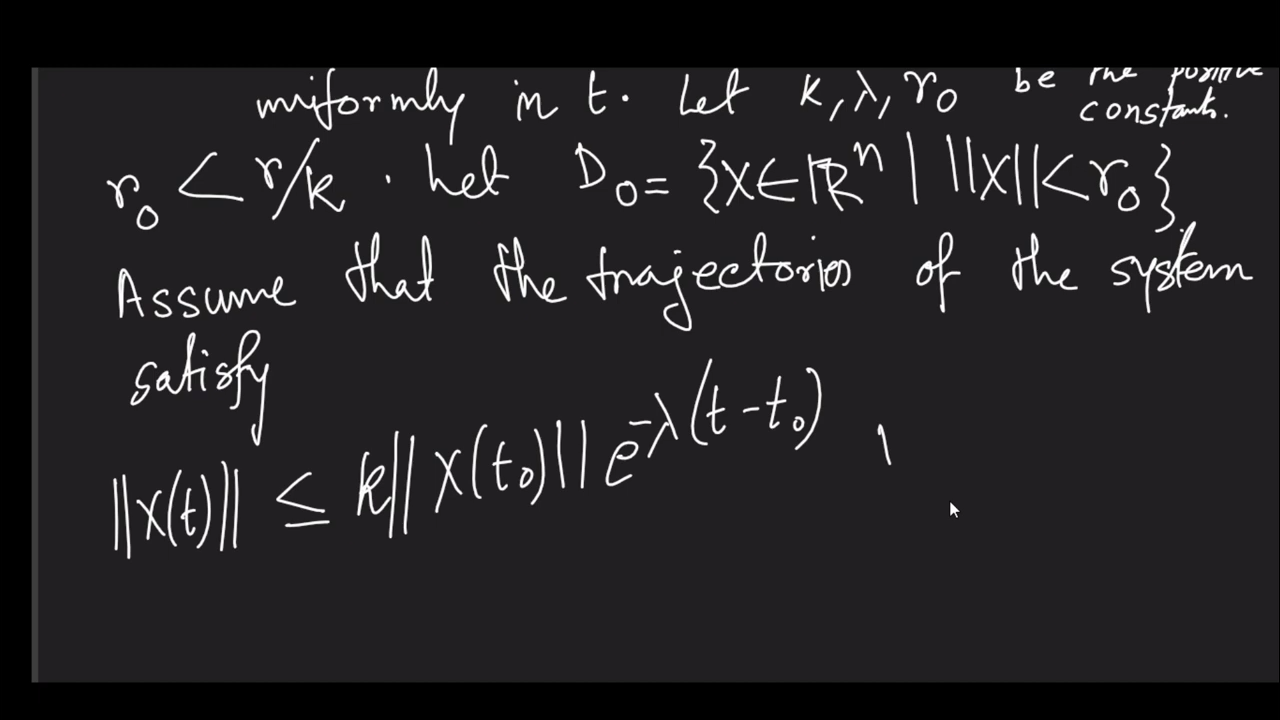 uniformly in t. Let k, λ, r₀ be the positive
constants.
r₀ < r/k. Let D₀ = {x∈ℝⁿ | ||x|| < r₀}.
Assume that the trajectories of the system
satisfy
||x(t)|| ≤ k||x(t₀)|| e^{-λ(t-t₀)}